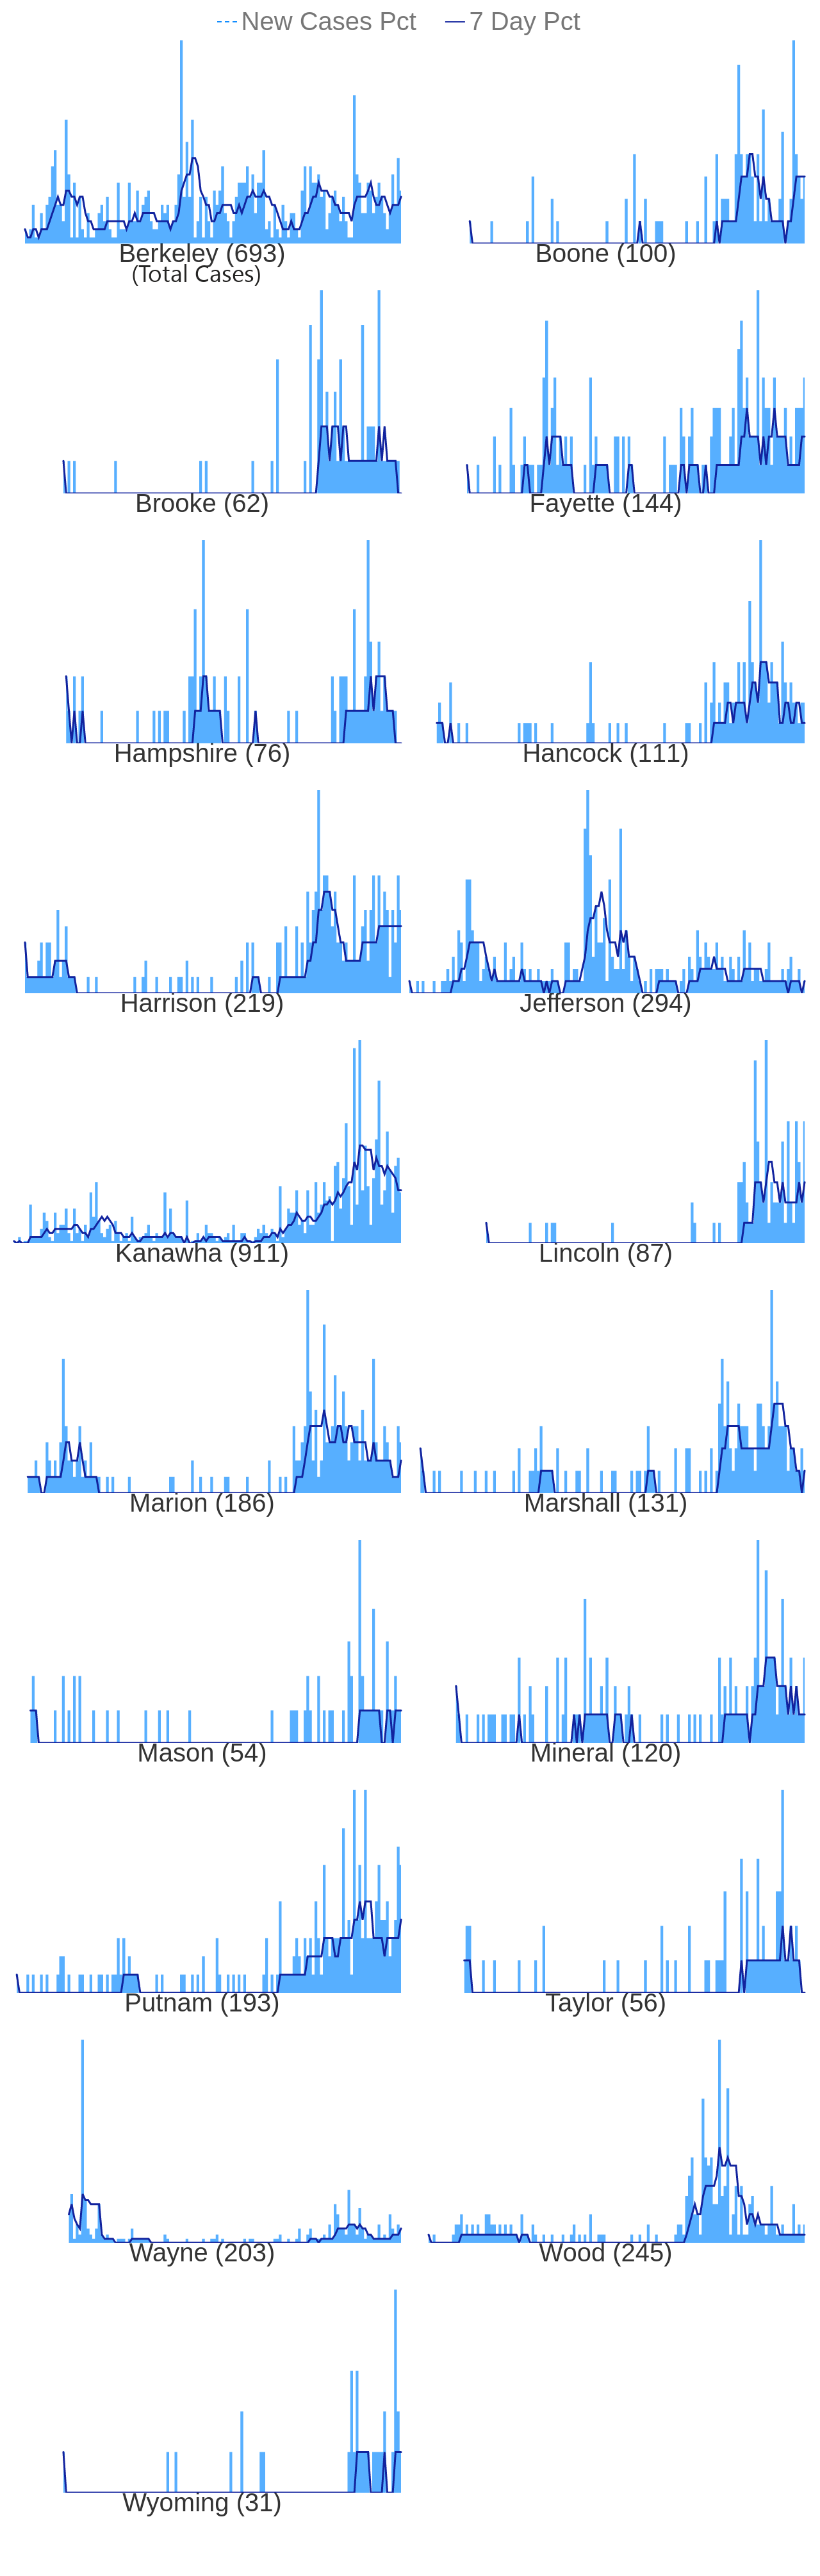 New Cases Pct 7 Day Pct
Berkeley (693) Boone (100)
(Total Cases)
Brooke (62) Fayette (144)
Hampshire (76) Hancock (111)
Harrison (219) Jefferson (294)
Kanawha (911) Lincoln (87)
Marion (186) Marshall (131)
Mason (54) Mineral (120)
Putnam (193) Taylor (56)
Wayne (203) Wood (245)
Wyoming (31)